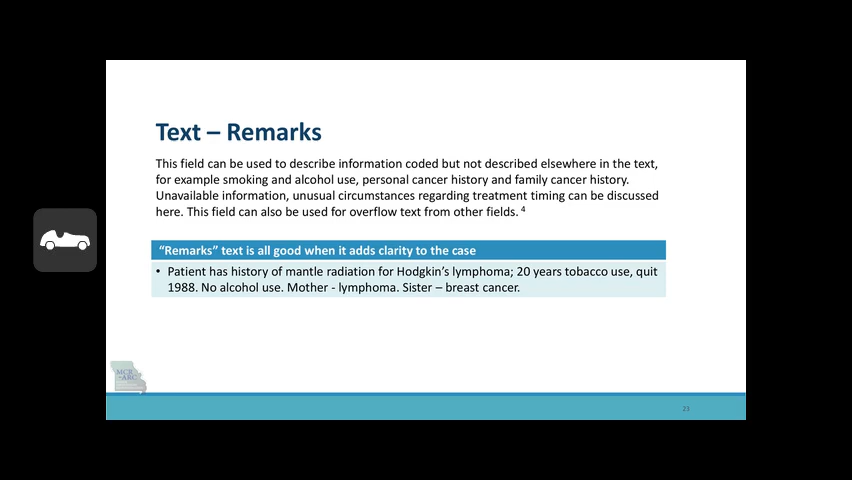 Text – Remarks
This field can be used to describe information coded but not described elsewhere in the text,
for example smoking and alcohol use, personal cancer history and family cancer history.
Unavailable information, unusual circumstances regarding treatment timing can be discussed
here. This field can also be used for overflow text from other fields. 4
“Remarks” text is all good when it adds clarity to the case
• Patient has history of mantle radiation for Hodgkin’s lymphoma; 20 years tobacco use, quit
1988. No alcohol use. Mother - lymphoma. Sister – breast cancer.
MCR
ARC
23